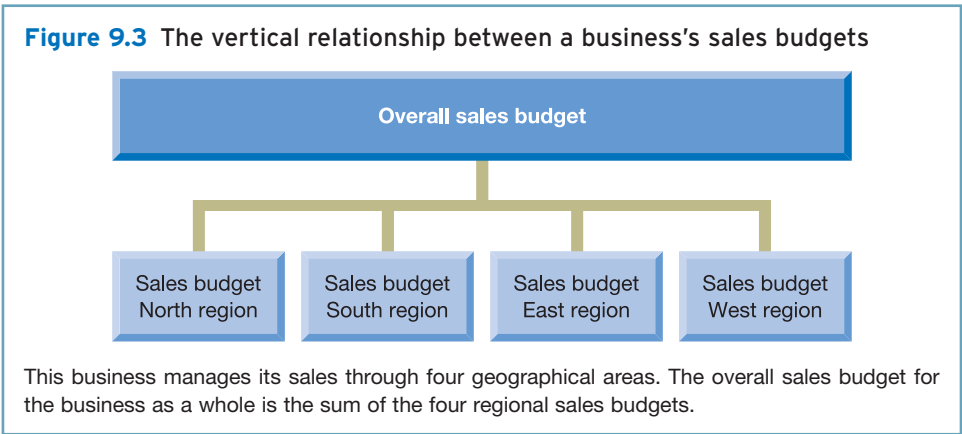 Figure 9.3 The vertical relationship between a business's sales budgets
Overall sales budget
Sales budget
North region
Sales budget
South region
Sales budget
East region
Sales budget
West region
This business manages its sales through four geographical areas. The overall sales budget for
the business as a whole is the sum of the four regional sales budgets.